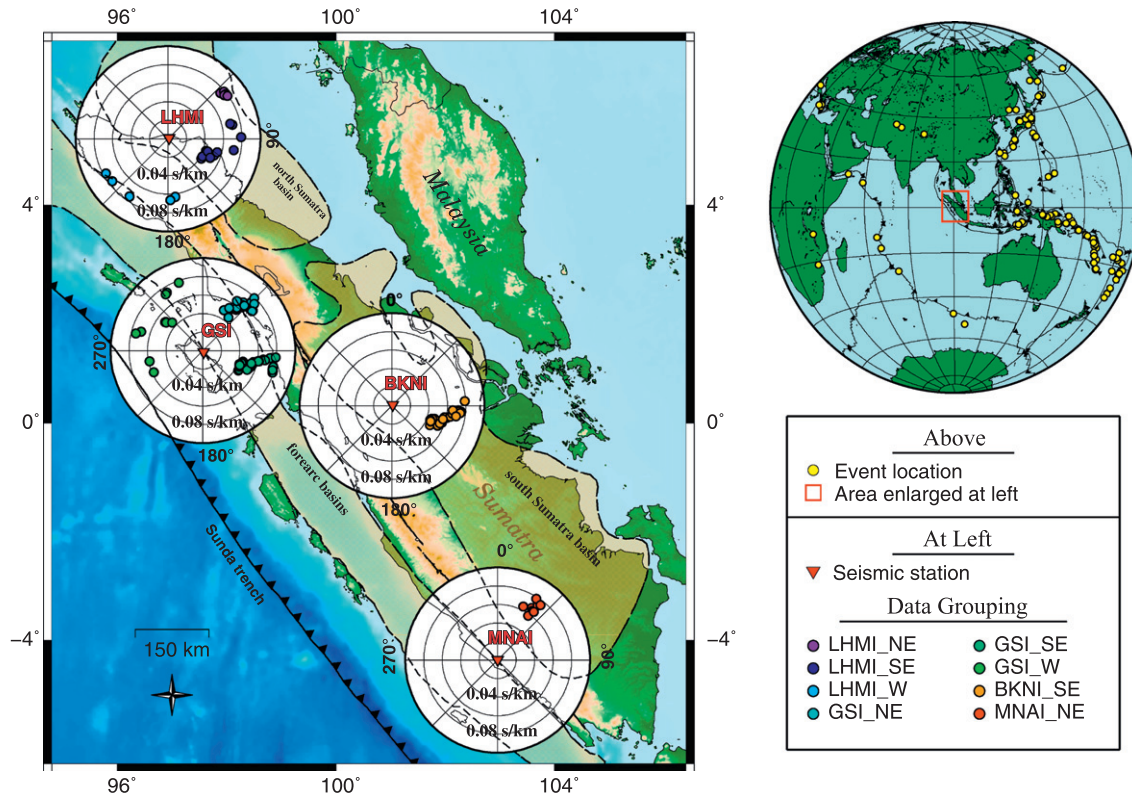 96°
100°
104°
LHMI
90°
0.04 s/km
0.08 s/km
180°
north Sumatra
basin
Malaysia
4°
4°
GSI
270°
0.04 s/km
0.08 s/km
180°
0°
BKNI
0.04 s/km
0.08 s/km
180°
0°
0°
forearc basins
Sumatra
south Sumatra basin
Sunda trench
0°
MNAI
270°
90°
0.04 s/km
0.08 s/km
−4°
−4°
150 km
96°
100°
104°
Above
Event location
Area enlarged at left
At Left
Seismic station
Data Grouping
LHMI_NE
LHMI_SE
LHMI_W
GSI_NE
GSI_SE
GSI_W
BKNI_SE
MNAI_NE